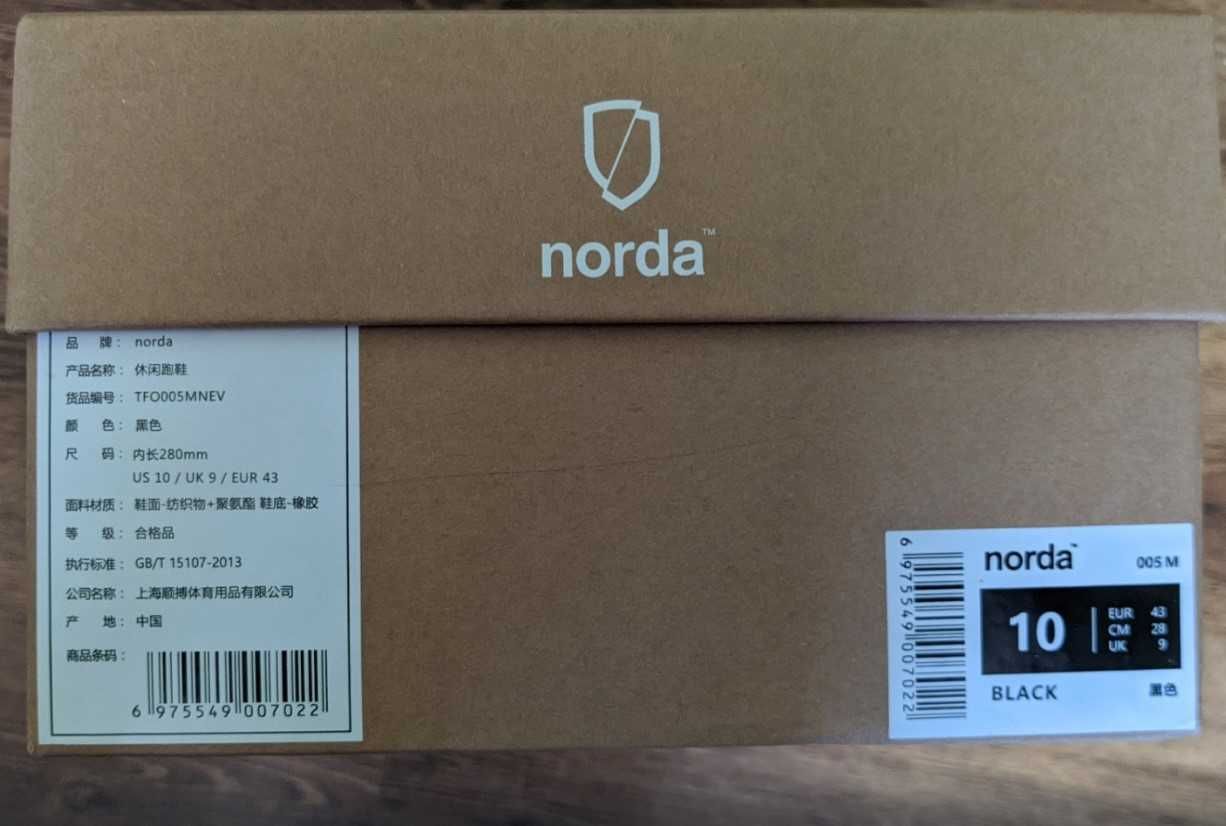 norda™
品 牌： norda
产品名称： 休闲跑鞋
货品编号： TFO005MNEV
颜 色： 黑色
尺 码： 内长280mm
US 10 / UK 9 / EUR 43
面料材质： 鞋面-纺织物+聚氨酯 鞋底-橡胶
等 级： 合格品
执行标准： GB/T 15107-2013
公司名称： 上海顺搏体育用品有限公司
产 地： 中国
商品条码：
6 975549 007022
6 975549 007022
norda™ 005 M
10
EUR 43
CM 28
UK 9
BLACK 黑色